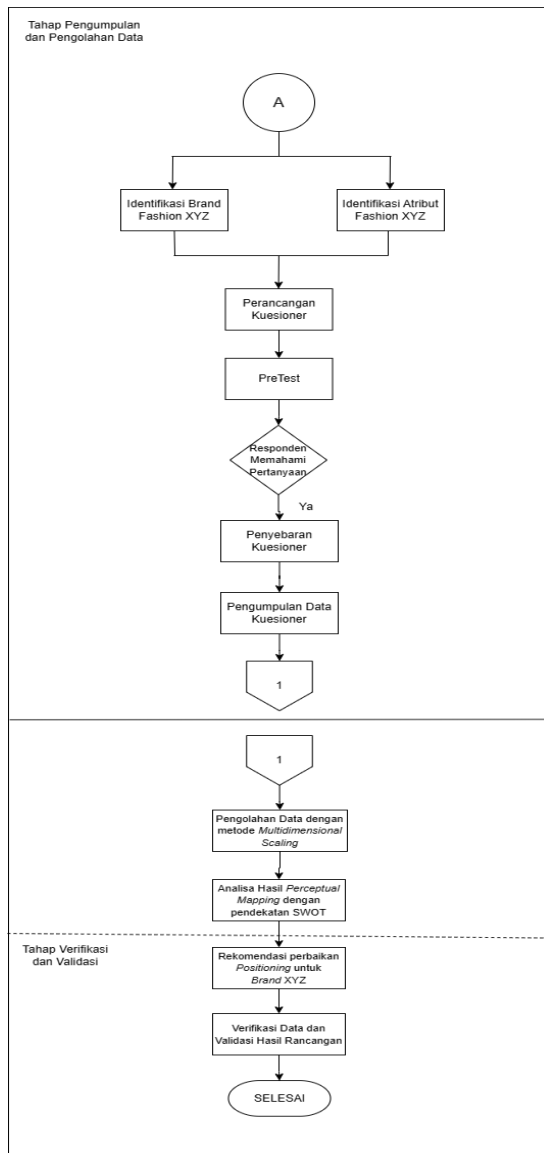 Tahap Pengumpulan
dan Pengolahan Data
A
Identifikasi Brand
Fashion XYZ
Identifikasi Atribut
Fashion XYZ
Perancangan
Kuesioner
PreTest
Responden
Memahami
Pertanyaan
Ya
Penyebaran
Kuesioner
Pengumpulan Data
Kuesioner
1
1
Pengolahan Data dengan
metode Multidimensional
Scaling
Analisa Hasil Perceptual
Mapping dengan
pendekatan SWOT
Tahap Verifikasi
dan Validasi
Rekomendasi perbaikan
Positioning untuk
Brand XYZ
Verifikasi Data dan
Validasi Hasil Rancangan
SELESAI